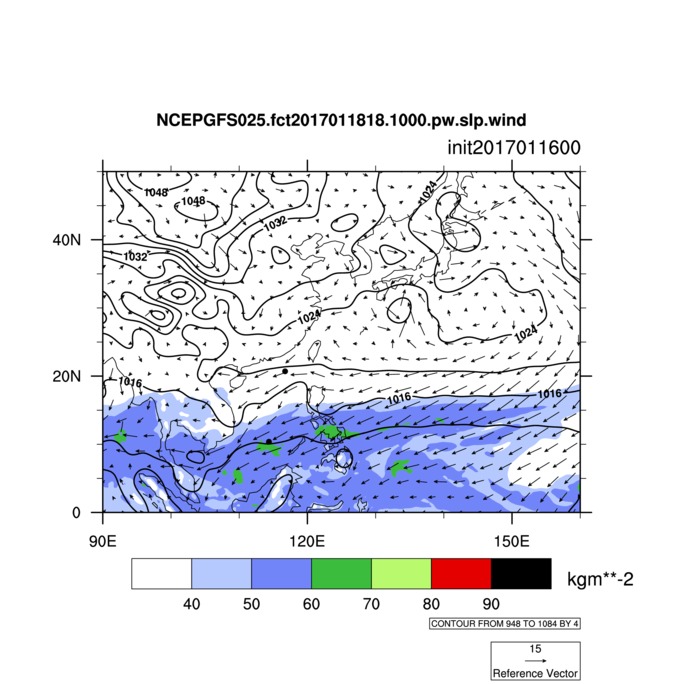 NCEPGFS025.fct2017011818.1000.pw.slp.wind
init2017011600
1048
1048
1024
1032
40N
1032
1024
1024
20N
1016
1016
1016
0
90E
120E
150E
40
50
60
70
80
90
kgm**-2
CONTOUR FROM 948 TO 1084 BY 4
15
Reference Vector